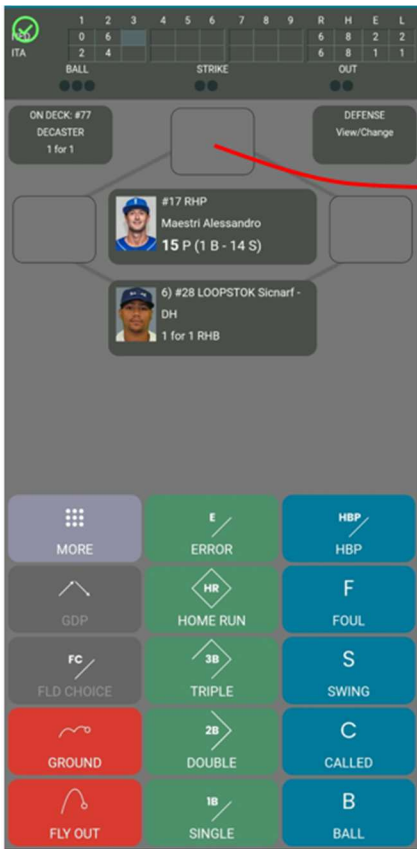 1 2 3 4 5 6 7 8 9 R H E L
0 6 6 8 2 2
ITA 2 4 6 8 1 1
BALL STRIKE OUT
ON DECK: #77
DECASTER
1 for 1
DEFENSE
View/Change
#17 RHP
Maestri Alessandro
15 P (1 B - 14 S)
6) #28 LOOPSTOK Sicnarf -
DH
1 for 1 RHB
MORE
E
ERROR
HBP
HBP
GDP
HR
HOME RUN
F
FOUL
FC
FLD CHOICE
3B
TRIPLE
S
SWING
GROUND
2B
DOUBLE
C
CALLED
FLY OUT
1B
SINGLE
B
BALL